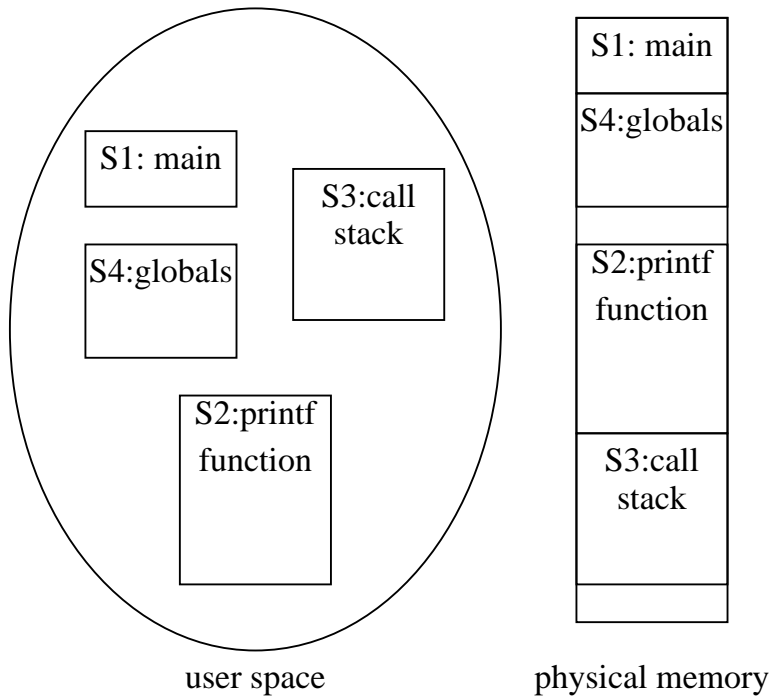 S1: main
S3:call
stack
S4:globals
S2:printf
function
user space
S1: main
S4:globals
S2:printf
function
S3:call
stack
physical memory